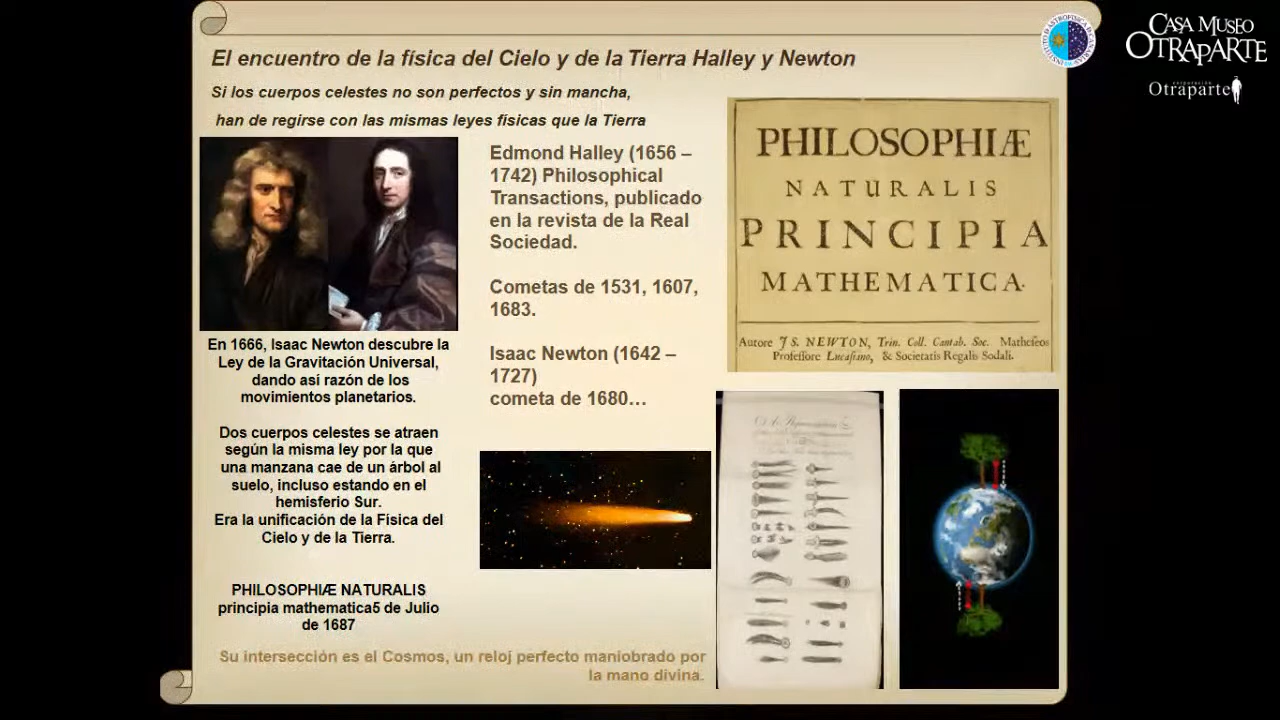 El encuentro de la física del Cielo y de la Tierra Halley y Newton
Si los cuerpos celestes no son perfectos y sin mancha,
han de regirse con las mismas leyes físicas que la Tierra
En 1666, Isaac Newton descubre la
Ley de la Gravitación Universal,
dando así razón de los
movimientos planetarios.
Dos cuerpos celestes se atraen
según la misma ley por la que
una manzana cae de un árbol al
suelo, incluso estando en el
hemisferio Sur.
Era la unificación de la Física del
Cielo y de la Tierra.
PHILOSOPHIÆ NATURALIS
principia mathematica5 de Julio
de 1687
Edmond Halley (1656 –
1742) Philosophical
Transactions, publicado
en la revista de la Real
Sociedad.
Cometas de 1531, 1607,
1683.
Isaac Newton (1642 –
1727)
cometa de 1680…
Su intersección es el Cosmos, un reloj perfecto maniobrado por
la mano divina.
PHILOSOPHIÆ
NATURALIS
PRINCIPIA
MATHEMATICA.
Autore JS. NEWTON, Trin. Coll. Cantab. Soc. Matheseos
Professore Lucasiano, & Societatis Regalis Sodali.
CASA MUSEO
OTRAPARTE
corporación
Otraparte